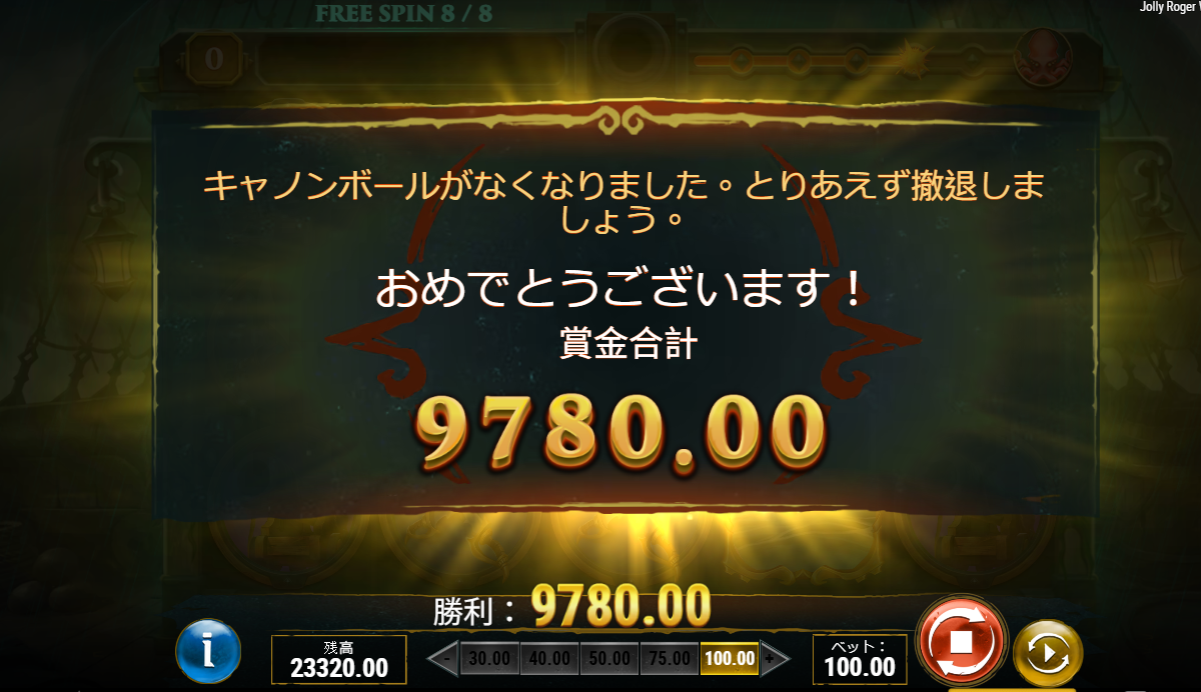 FREE SPIN 8 / 8
Jolly Roger
0
キャノンボールがなくなりました。とりあえず撤退しま
しょう。
おめでとうございます！
賞金合計
9780.00
勝利： 9780.00
i
残高
23320.00
- 30.00 40.00 50.00 75.00 100.00 +
ベット：
100.00